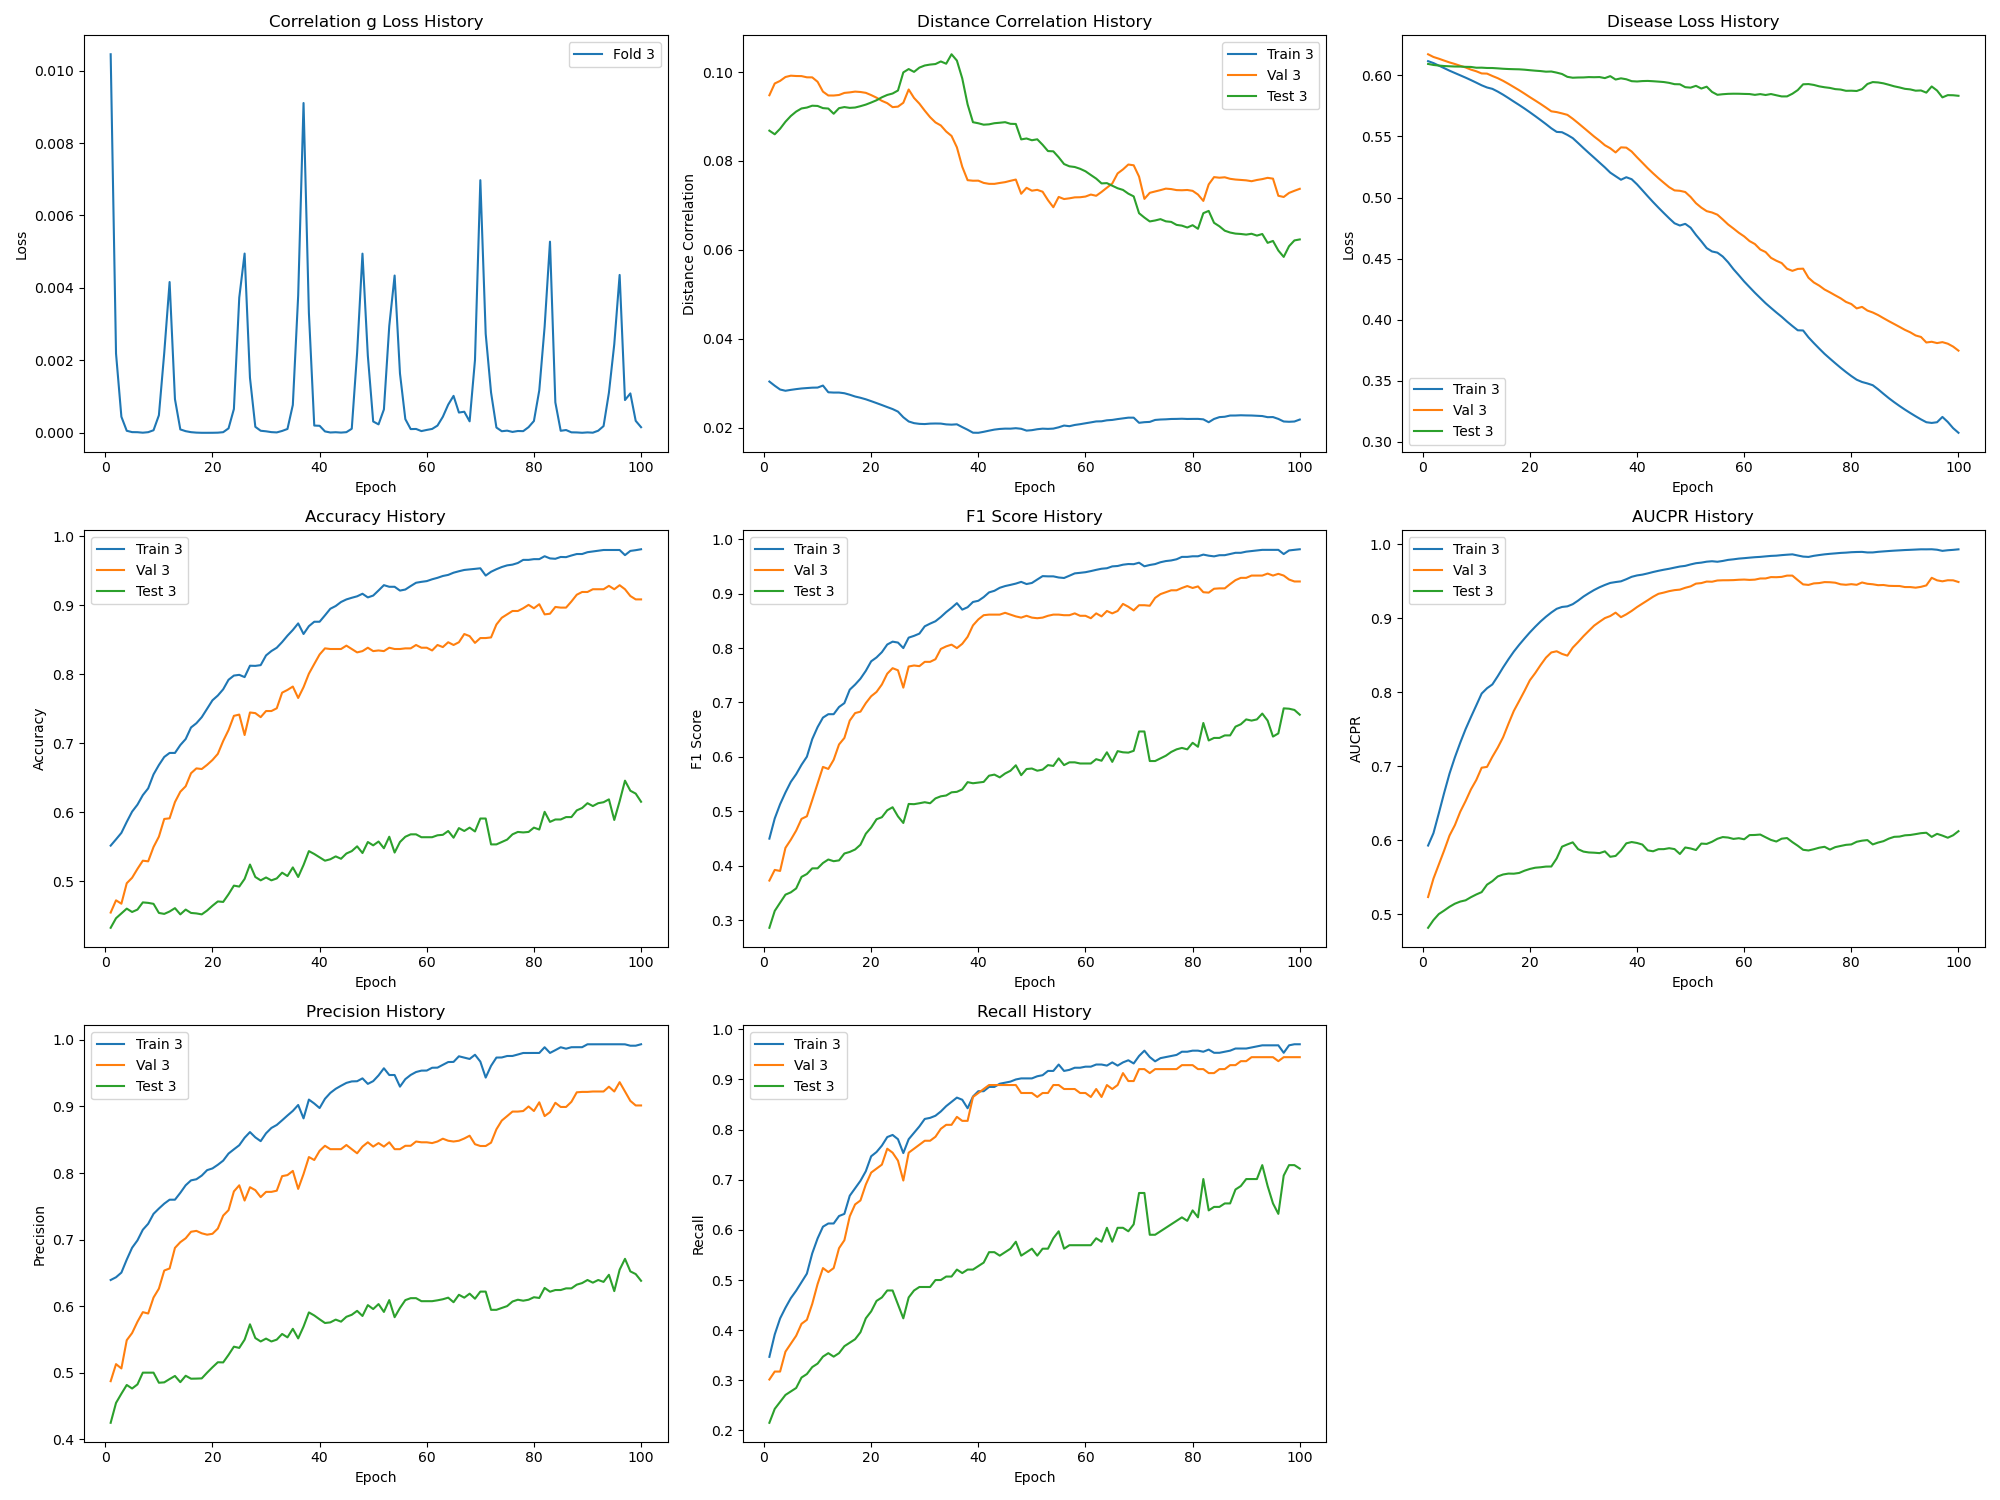 Correlation g Loss History
Loss
0.010
0.008
0.006
0.004
0.002
0.000
0 20 40 60 80 100
Epoch
Fold 3
Distance Correlation History
Distance Correlation
0.10
0.08
0.06
0.04
0.02
0 20 40 60 80 100
Epoch
Train 3
Val 3
Test 3
Disease Loss History
Loss
0.60
0.55
0.50
0.45
0.40
0.35
0.30
0 20 40 60 80 100
Epoch
Train 3
Val 3
Test 3
Accuracy History
Accuracy
1.0
0.9
0.8
0.7
0.6
0.5
0 20 40 60 80 100
Epoch
Train 3
Val 3
Test 3
F1 Score History
F1 Score
1.0
0.9
0.8
0.7
0.6
0.5
0.4
0.3
0 20 40 60 80 100
Epoch
Train 3
Val 3
Test 3
AUCPR History
AUCPR
1.0
0.9
0.8
0.7
0.6
0.5
0 20 40 60 80 100
Epoch
Train 3
Val 3
Test 3
Precision History
Precision
1.0
0.9
0.8
0.7
0.6
0.5
0.4
0 20 40 60 80 100
Epoch
Train 3
Val 3
Test 3
Recall History
Recall
1.0
0.9
0.8
0.7
0.6
0.5
0.4
0.3
0.2
0 20 40 60 80 100
Epoch
Train 3
Val 3
Test 3